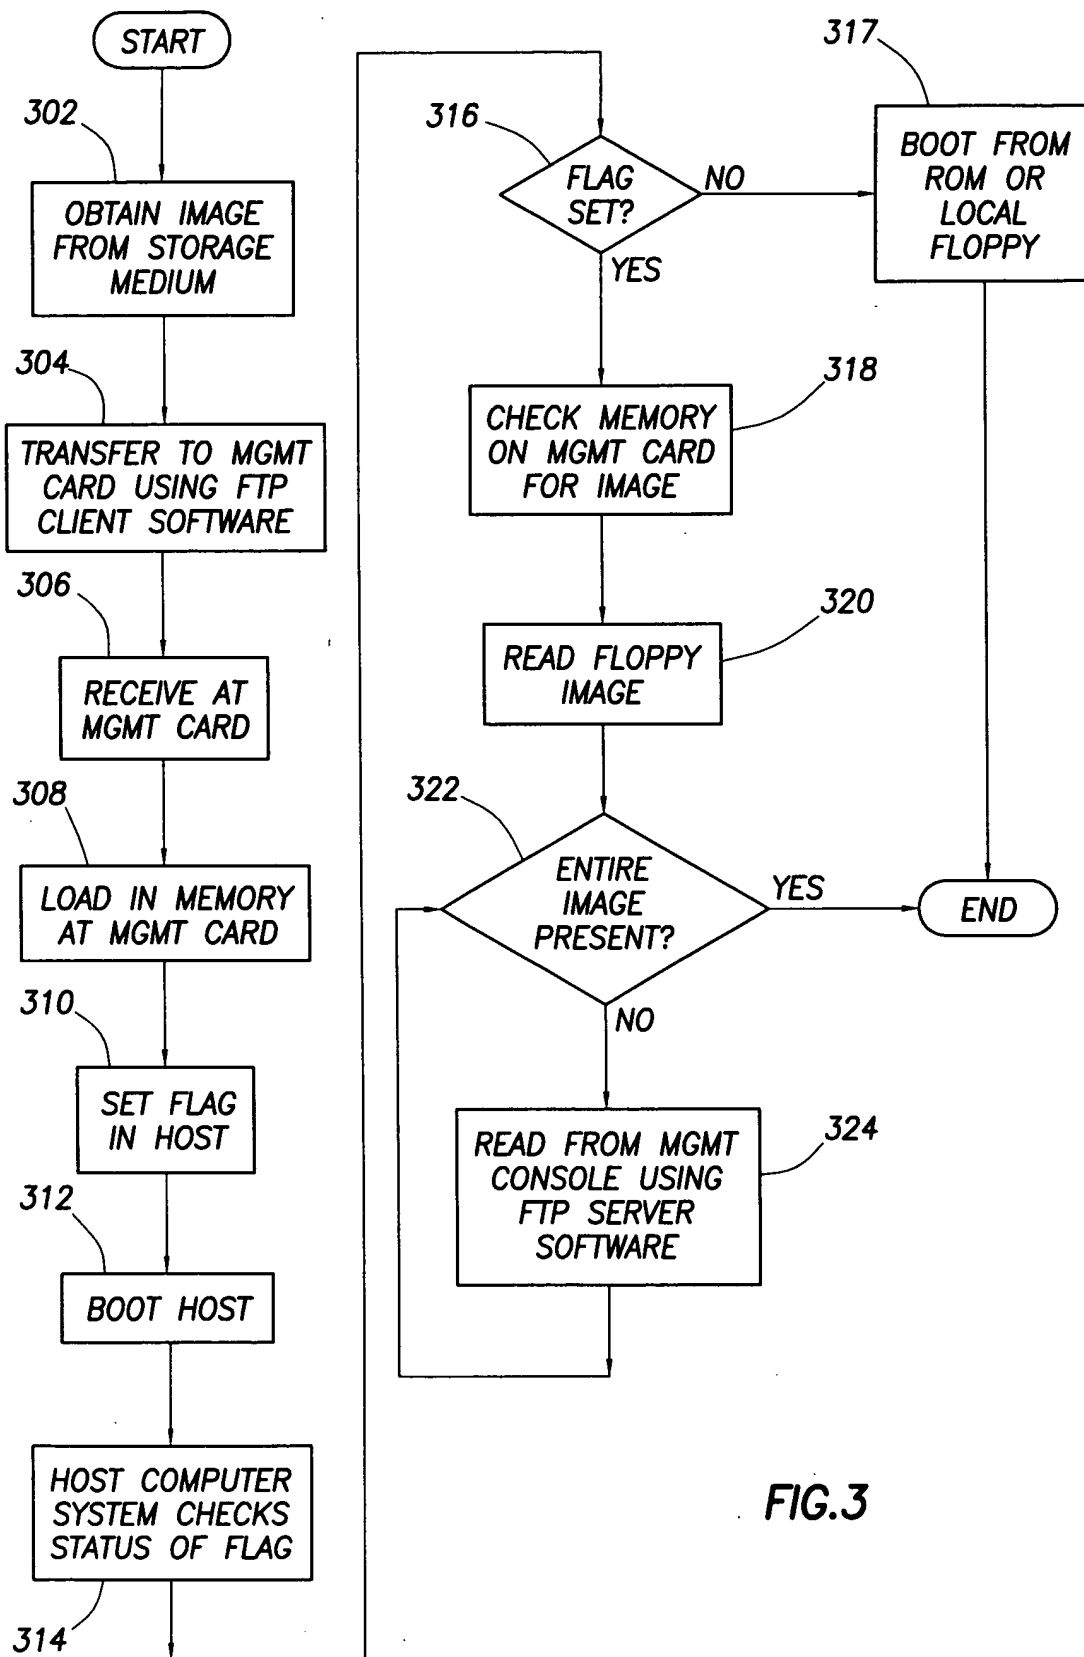 START
302
OBTAIN IMAGE
FROM STORAGE
MEDIUM
304
TRANSFER TO MGMT
CARD USING FTP
CLIENT SOFTWARE
306
RECEIVE AT
MGMT CARD
308
LOAD IN MEMORY
AT MGMT CARD
310
SET FLAG
IN HOST
312
BOOT HOST
HOST COMPUTER
SYSTEM CHECKS
STATUS OF FLAG
314
316
FLAG
SET?
NO
YES
317
BOOT FROM
ROM OR
LOCAL
FLOPPY
318
CHECK MEMORY
ON MGMT CARD
FOR IMAGE
320
READ FLOPPY
IMAGE
322
ENTIRE
IMAGE
PRESENT?
YES
END
NO
324
READ FROM MGMT
CONSOLE USING
FTP SERVER
SOFTWARE
FIG.3